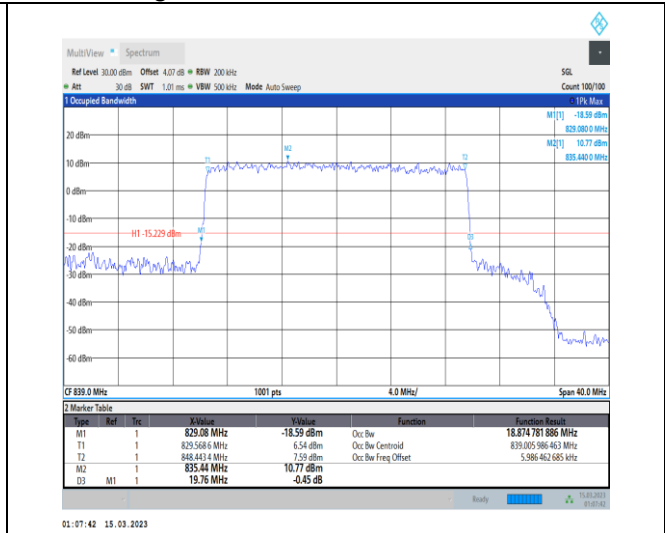 MultiView Spectrum
Ref Level 30.00 dBm Offset 4.07 dB RBW 200 kHz SGL
Att 30 dB SWT 1.01 ms VBW 500 kHz Mode Auto Sweep Count 100/100
1 Occupied Bandwidth 1Pk Max
M1[1] -18.59 dBm
829.080 0 MHz
M2[1] 10.77 dBm
835.440 0 MHz
20 dBm
10 dBm
0 dBm
-10 dBm
-20 dBm
-30 dBm
-40 dBm
-50 dBm
-60 dBm
H1 -15.229 dBm
T1
M2
T2
M1
D3
CF 839.0 MHz 1001 pts 4.0 MHz/ Span 40.0 MHz
2 Marker Table
Type Ref Trc X-Value Y-Value Function Function Result
M1 1 829.08 MHz -18.59 dBm Occ Bw 18.874 781 886 MHz
T1 1 829.568 6 MHz 6.54 dBm Occ Bw Centroid 839.005 986 463 MHz
T2 1 848.443 4 MHz 7.59 dBm Occ Bw Freq Offset 5.986 462 685 kHz
M2 1 835.44 MHz 10.77 dBm
D3 M1 1 19.76 MHz -0.45 dB
Ready 15.03.2023
01:07:42
01:07:42 15.03.2023